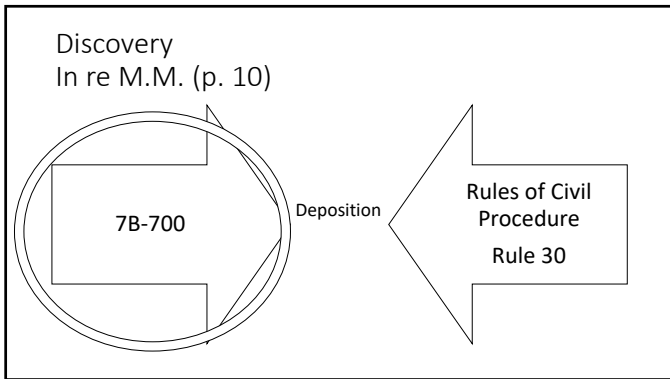 Discovery
In re M.M. (p. 10)
7B-700
Deposition
Rules of Civil
Procedure
Rule 30